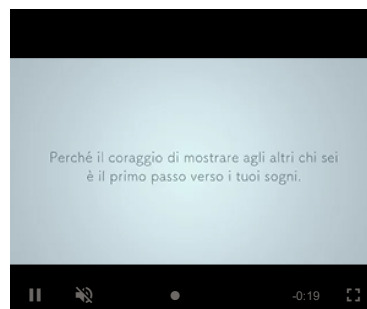 Perché il coraggio di mostrare agli altri chi sei
è il primo passo verso i tuoi sogni.
-0:19